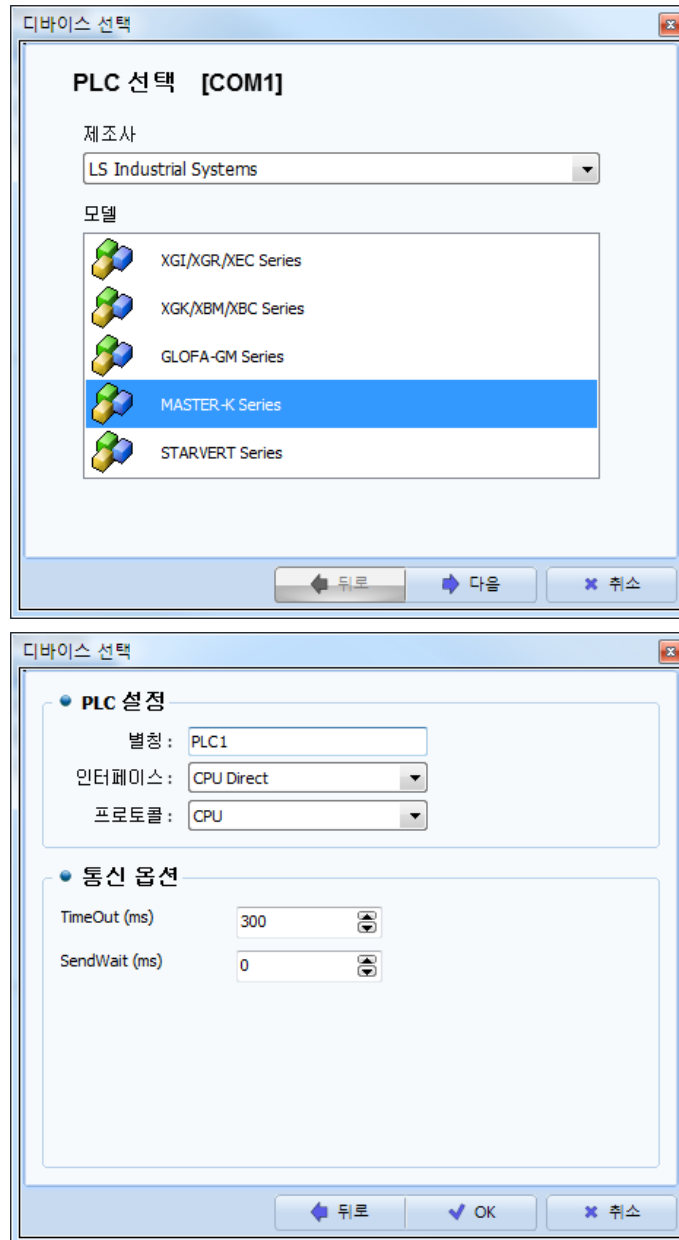 디바이스 선택
PLC 선택 [COM1]
제조사
LS Industrial Systems
모델
XGI/XGR/XEC Series
XGK/XBM/XBC Series
GLOFA-GM Series
MASTER-K Series
STARVERT Series
뒤로 다음 취소
디바이스 선택
PLC 설정
별칭 : PLC1
인터페이스 : CPU Direct
프로토콜 : CPU
통신 옵션
TimeOut (ms) 300
SendWait (ms) 0
뒤로 OK 취소